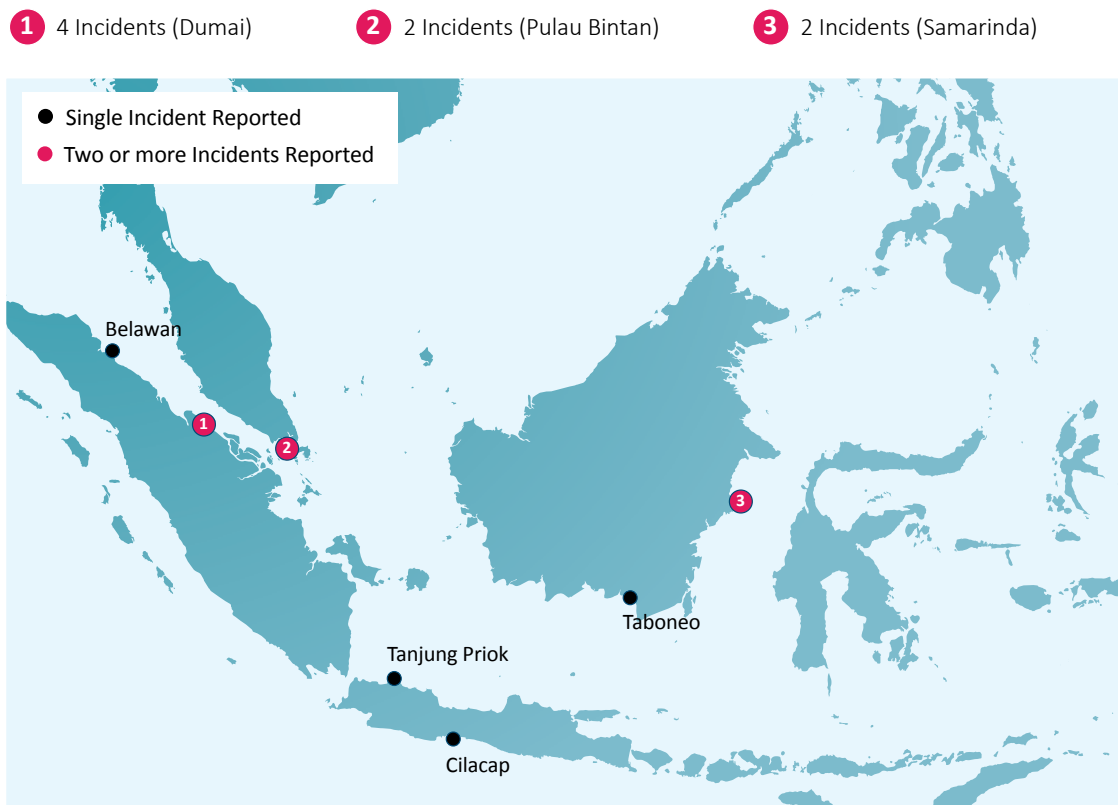 1 4 Incidents (Dumai)
2 2 Incidents (Pulau Bintan)
3 2 Incidents (Samarinda)
Single Incident Reported
Two or more Incidents Reported
Belawan
1
2
3
Taboneo
Tanjung Priok
Cilacap